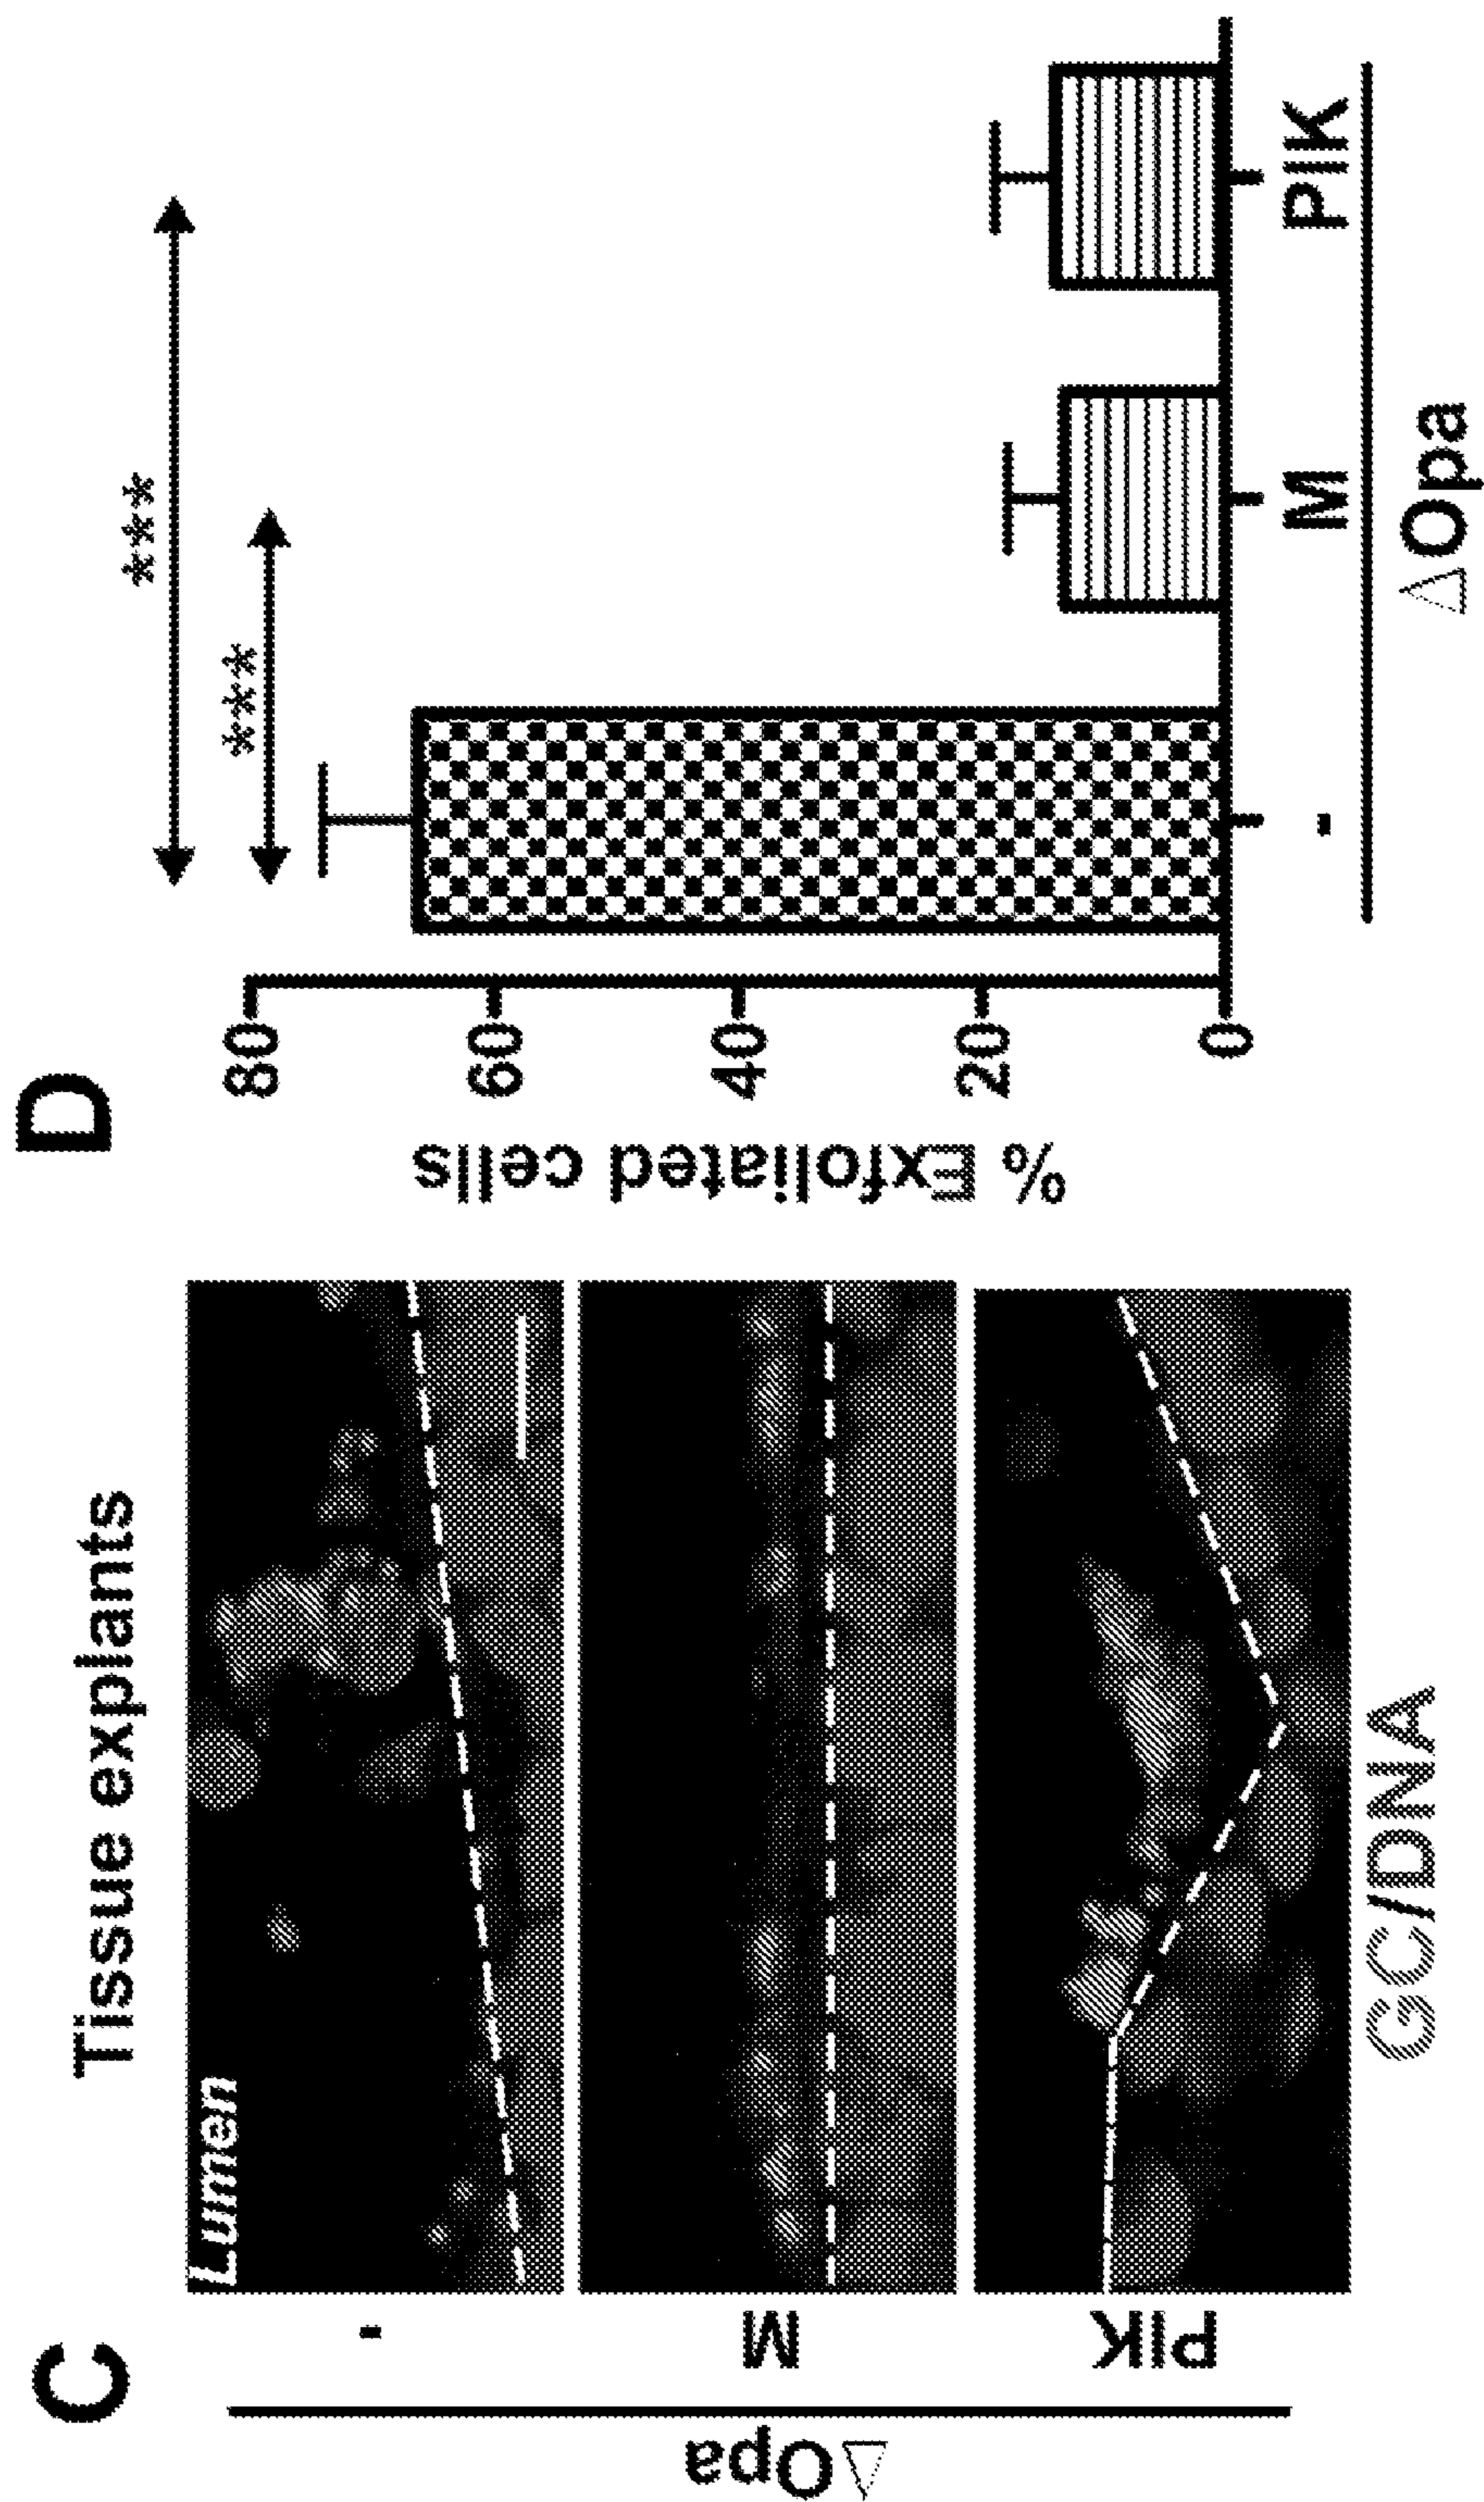 C
Tissue explants
ΔOpa
-
M
PIK
Lumen
GC/DNA
D
% Exfoliated cells
80
60
40
20
0
***
***
-
M
PIK
ΔOpa